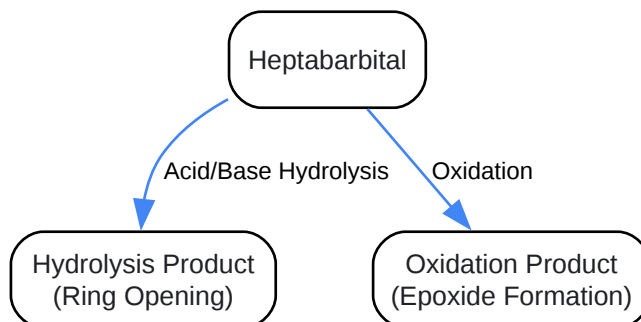 Heptabarbital
Acid/Base Hydrolysis
Oxidation
Hydrolysis Product
(Ring Opening)
Oxidation Product
(Epoxide Formation)